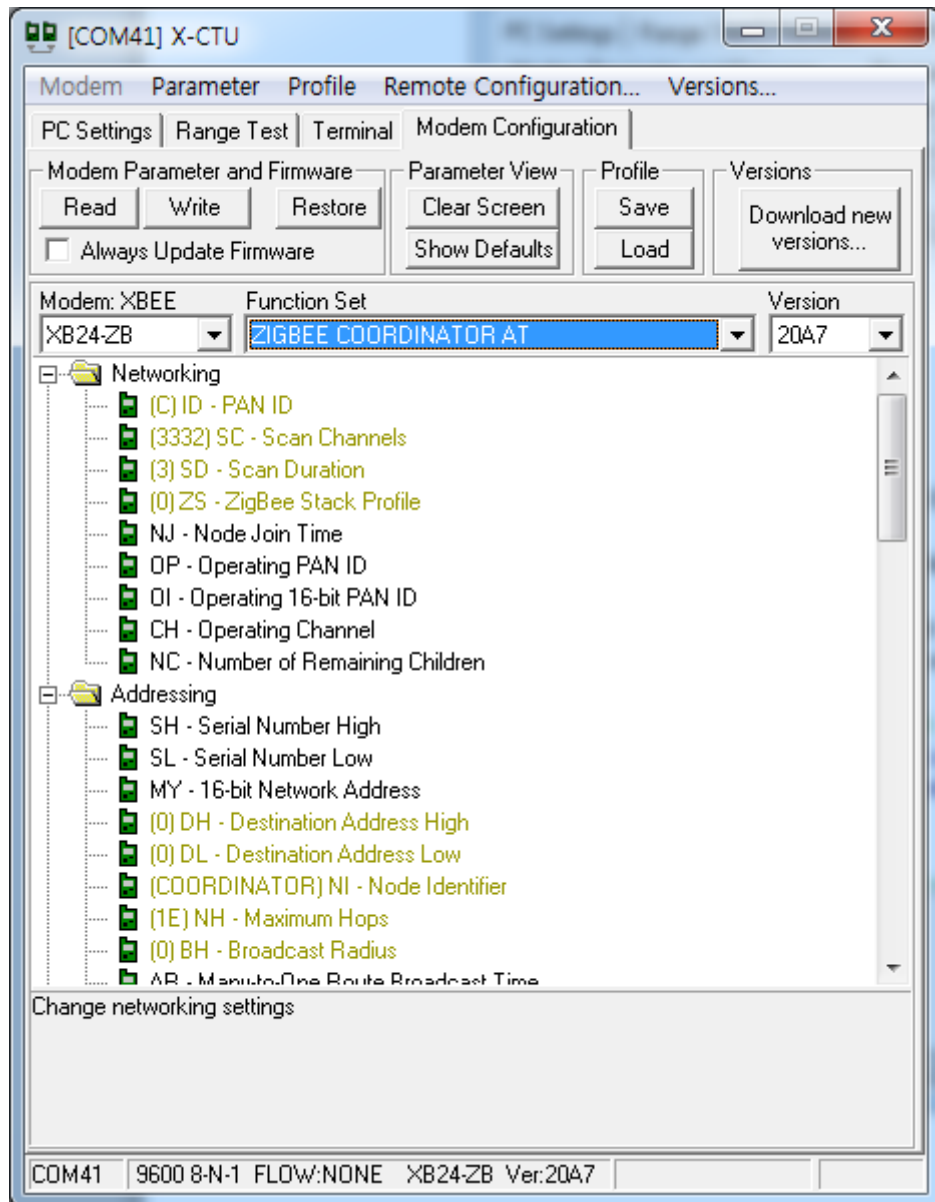 [COM41] X-CTU
Modem Parameter Profile Remote Configuration... Versions...
PC Settings Range Test Terminal Modem Configuration
Modem Parameter and Firmware Parameter View Profile Versions
Read Write Restore Clear Screen Save Download new versions...
Always Update Firmware Show Defaults Load
Modem: XBEE Function Set Version
XB24-ZB ZIGBEE COORDINATOR AT 20A7
Networking
(C) ID - PAN ID
(3332) SC - Scan Channels
(3) SD - Scan Duration
(0) ZS - ZigBee Stack Profile
NJ - Node Join Time
OP - Operating PAN ID
OI - Operating 16-bit PAN ID
CH - Operating Channel
NC - Number of Remaining Children
Addressing
SH - Serial Number High
SL - Serial Number Low
MY - 16-bit Network Address
(0) DH - Destination Address High
(0) DL - Destination Address Low
(COORDINATOR) NI - Node Identifier
(1E) NH - Maximum Hops
(0) BH - Broadcast Radius
AR - Many-to-One Route Broadcast Time
Change networking settings
COM41 9600 8-N-1 FLOW:NONE XB24-ZB Ver:20A7